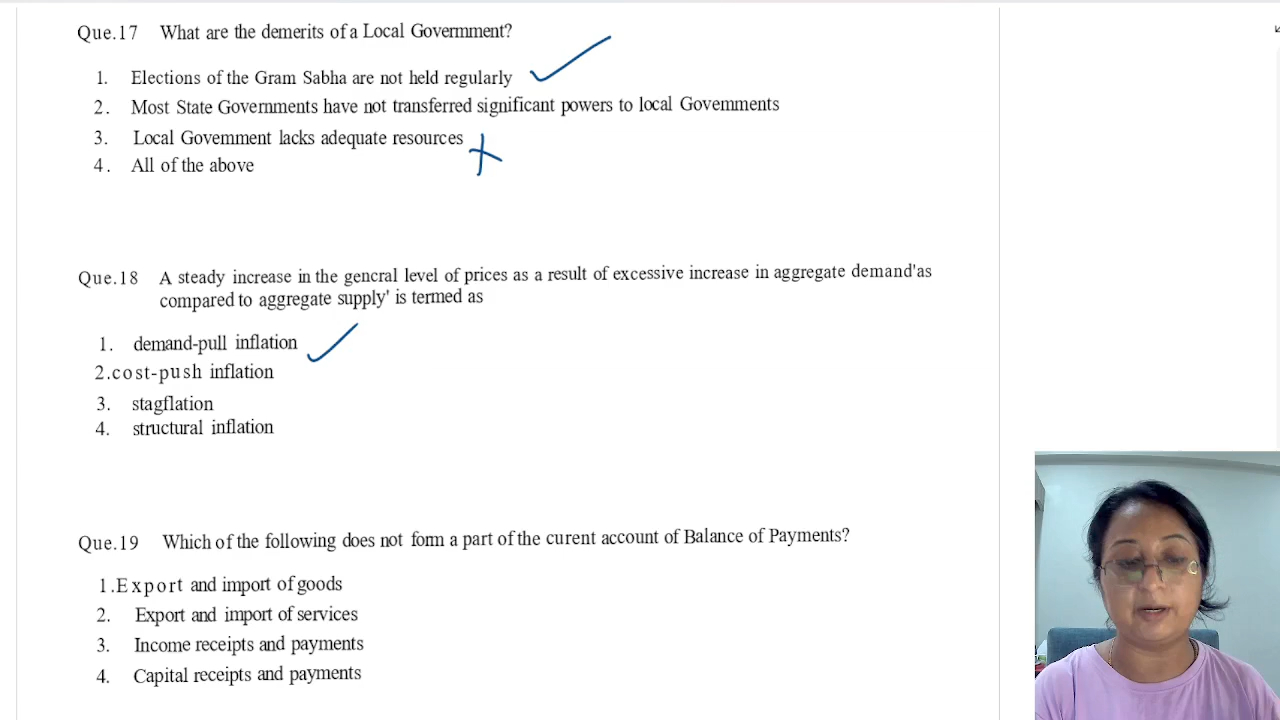 Que.17 What are the demerits of a Local Government?
1. Elections of the Gram Sabha are not held regularly
2. Most State Governments have not transferred significant powers to local Governments
3. Local Government lacks adequate resources
4. All of the above
Que.18 A steady increase in the gencral level of prices as a result of excessive increase in aggregate demand'as
compared to aggregate supply' is termed as
1. demand-pull inflation
2.cost-push inflation
3. stagflation
4. structural inflation
Que.19 Which of the following does not form a part of the curent account of Balance of Payments?
1.Export and import of goods
2. Export and import of services
3. Income receipts and payments
4. Capital receipts and payments